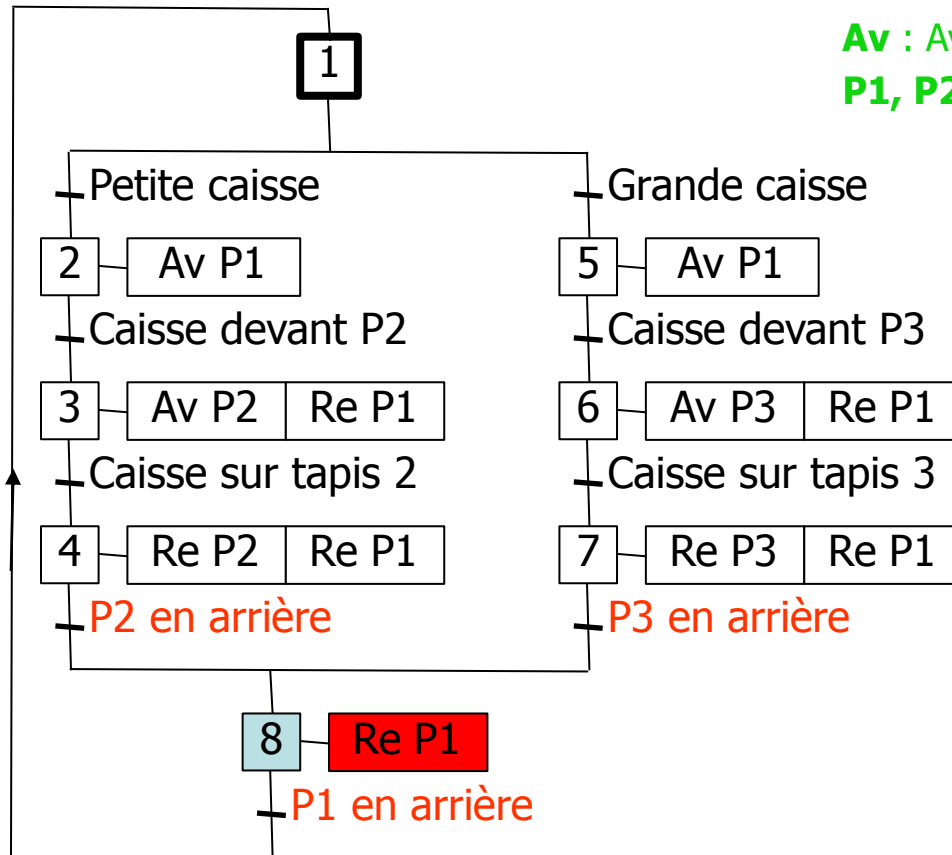 Av : Av
P1, P2
1
Petite caisse
Grande caisse
2 Av P1
5 Av P1
Caisse devant P2
Caisse devant P3
3 Av P2 Re P1
6 Av P3 Re P1
Caisse sur tapis 2
Caisse sur tapis 3
4 Re P2 Re P1
7 Re P3 Re P1
P2 en arrière
P3 en arrière
8 Re P1
P1 en arrière